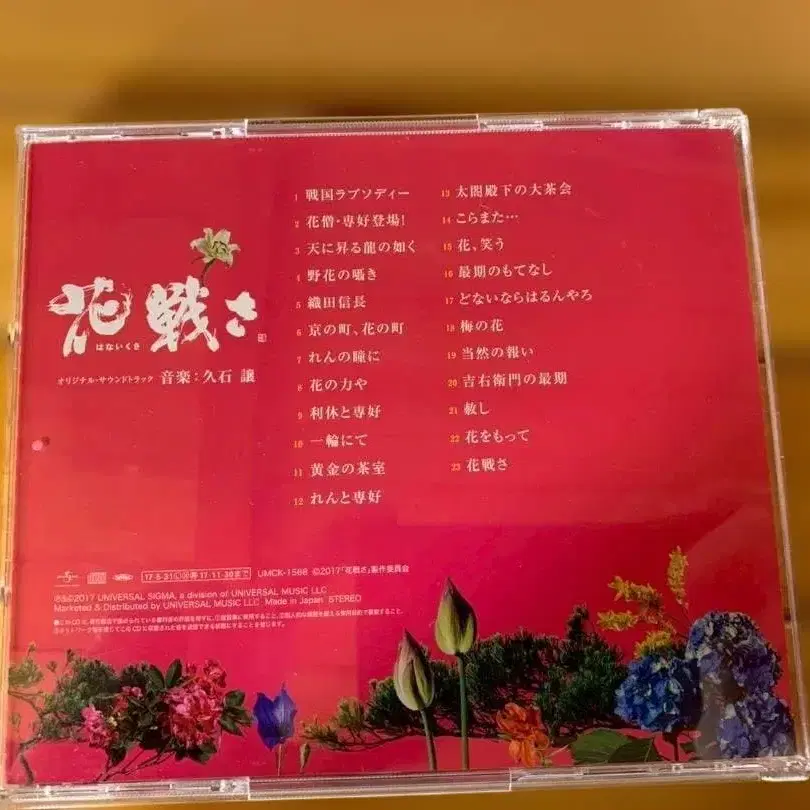 花戦さ
はないくさ
オリジナル・サウンドトラック 音楽:久石 譲
1 戦国ラプソディー
2 花僧・専好登場!
3 天に昇る龍の如く
4 野花の囁き
5 織田信長
6 京の町、花の町
7 れんの瞳に
8 花の力や
9 利休と専好
10 一輪にて
11 黄金の茶室
12 れんと専好
13 太閤殿下の大茶会
14 こらまた…
15 花、笑う
16 最期のもてなし
17 どないならはるんやろ
18 梅の花
19 当然の報い
20 吉右衛門の最期
21 赦し
22 花をもって
23 花戦さ
17・5・31 17・11・30まで UMCK-1568 ©2017「花戦さ」製作委員会
℗&©2017 UNIVERSAL SIGMA, a division of UNIVERSAL MUSIC LLC
Marketed & Distributed by UNIVERSAL MUSIC LLC Made in Japan STEREO